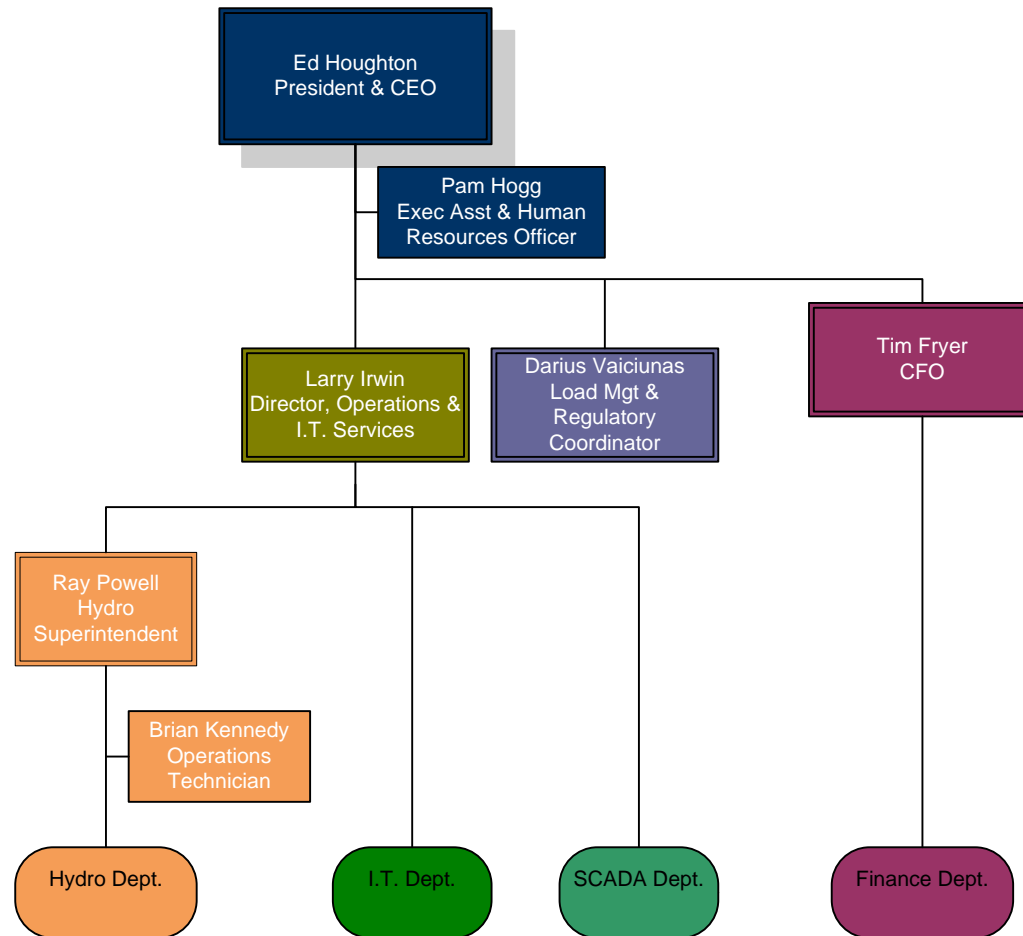 Ed Houghton
President & CEO
Pam Hogg
Exec Asst & Human
Resources Officer
Larry Irwin
Director, Operations &
I.T. Services
Darius Vaiciunas
Load Mgt &
Regulatory
Coordinator
Tim Fryer
CFO
Ray Powell
Hydro
Superintendent
Brian Kennedy
Operations
Technician
Hydro Dept.
I.T. Dept.
SCADA Dept.
Finance Dept.